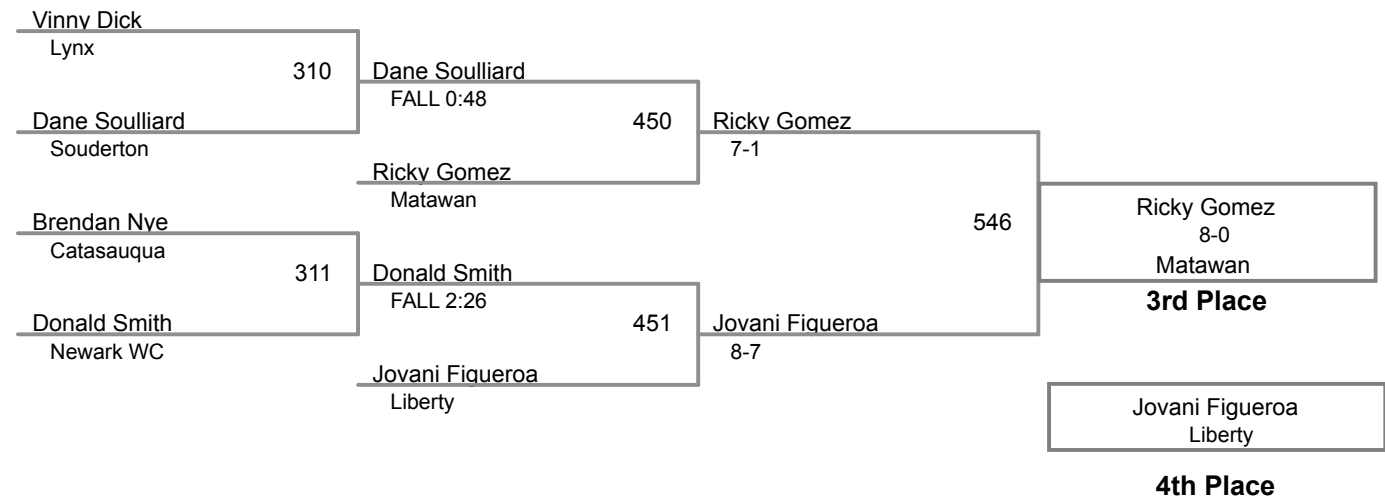 Vinny Dick
Lynx
310
Dane Soulliard
Souderton
Dane Soulliard
FALL 0:48
450
Ricky Gomez
Matawan
Ricky Gomez
7-1
Brendan Nye
Catasauqua
311
Donald Smith
Newark WC
Donald Smith
FALL 2:26
451
Jovani Figueroa
Liberty
Jovani Figueroa
8-7
546
Ricky Gomez
8-0
Matawan
3rd Place
Jovani Figueroa
Liberty
4th Place